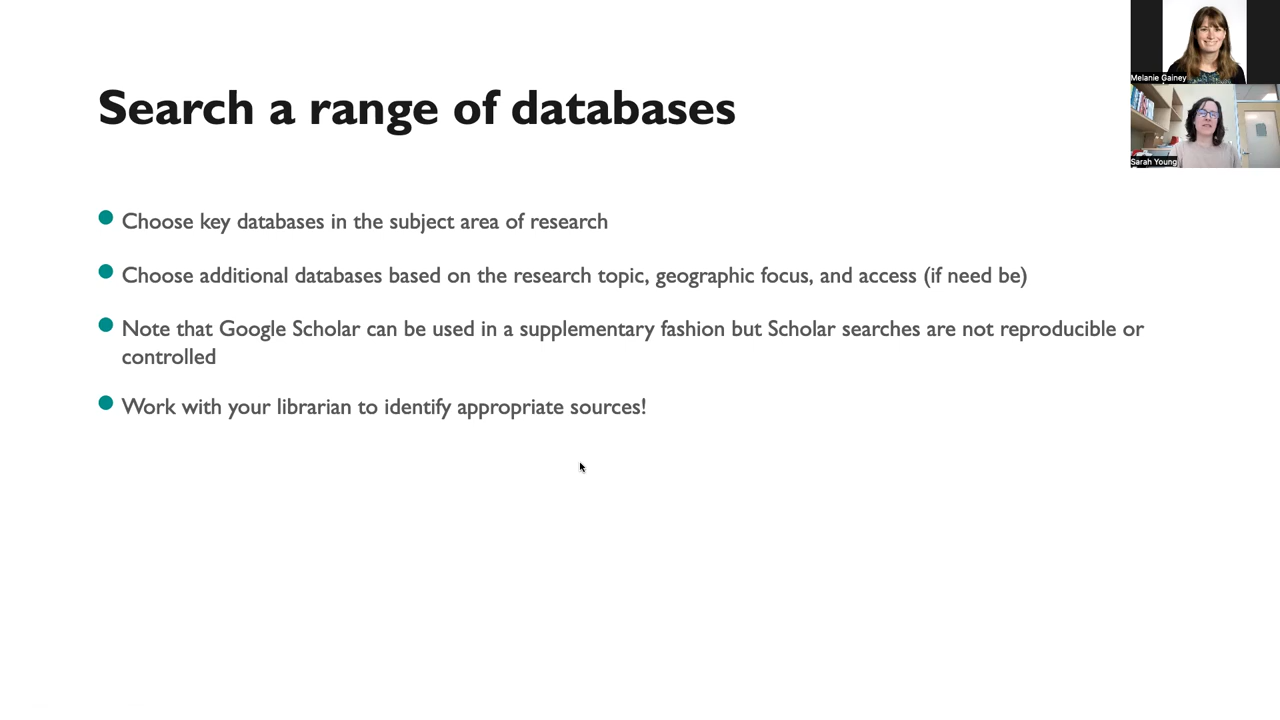 Search a range of databases
Choose key databases in the subject area of research
Choose additional databases based on the research topic, geographic focus, and access (if need be)
Note that Google Scholar can be used in a supplementary fashion but Scholar searches are not reproducible or
controlled
Work with your librarian to identify appropriate sources!
Melanie Gainey
Sarah Young